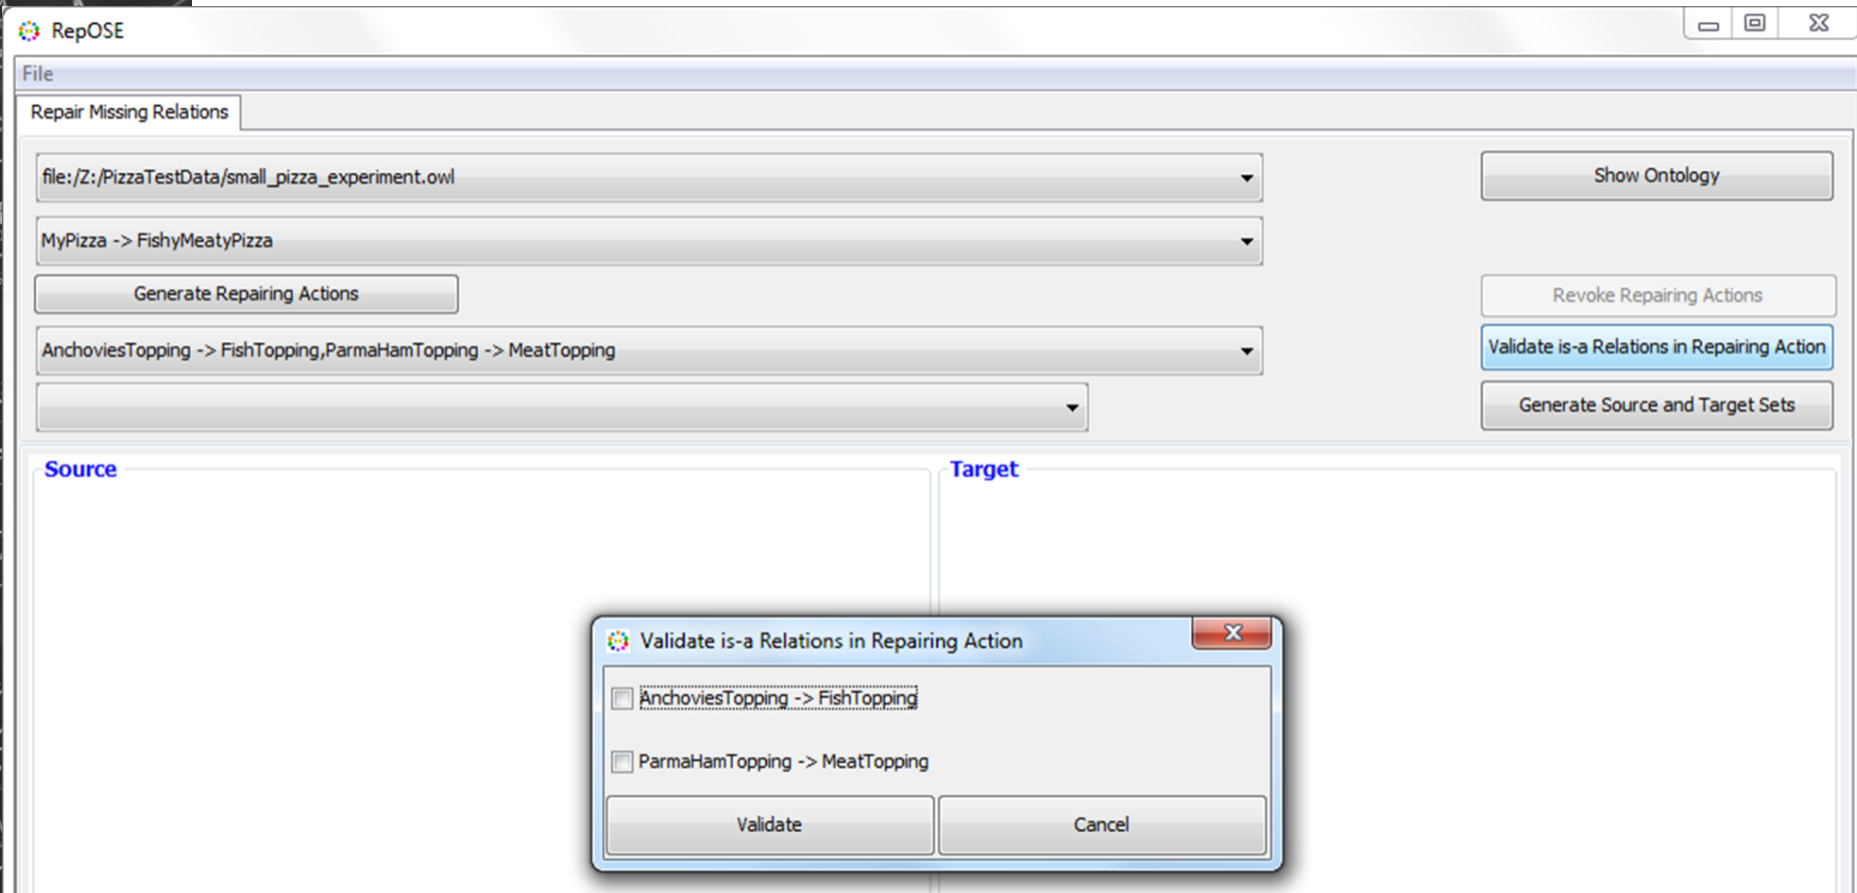 RepOSE
File
Repair Missing Relations
file:/Z:/PizzaTestData/small_pizza_experiment.owl
Show Ontology
MyPizza -> FishyMeatyPizza
Generate Repairing Actions
Revoke Repairing Actions
AnchoviesTopping -> FishTopping,ParmaHamTopping -> MeatTopping
Validate is-a Relations in Repairing Action
Generate Source and Target Sets
Source
Target
Validate is-a Relations in Repairing Action
AnchoviesTopping -> FishTopping
ParmaHamTopping -> MeatTopping
Validate
Cancel